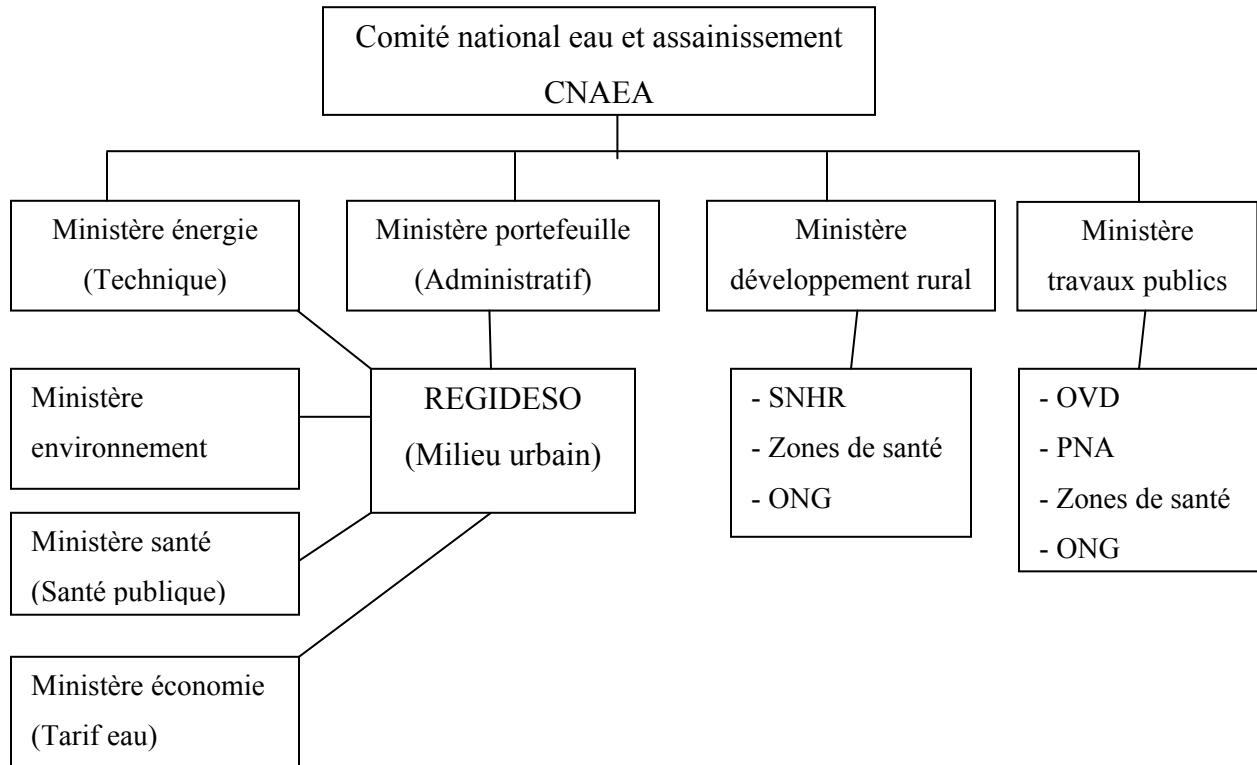 Comité national eau et assainissement
CNAEA
Ministère énergie
(Technique)
Ministère portefeuille
(Administratif)
Ministère
développement rural
Ministère
travaux publics
Ministère
environnement
REGIDESO
(Milieu urbain)
- SNHR
- Zones de santé
- ONG
- OVD
- PNA
- Zones de santé
- ONG
Ministère santé
(Santé publique)
Ministère économie
(Tarif eau)